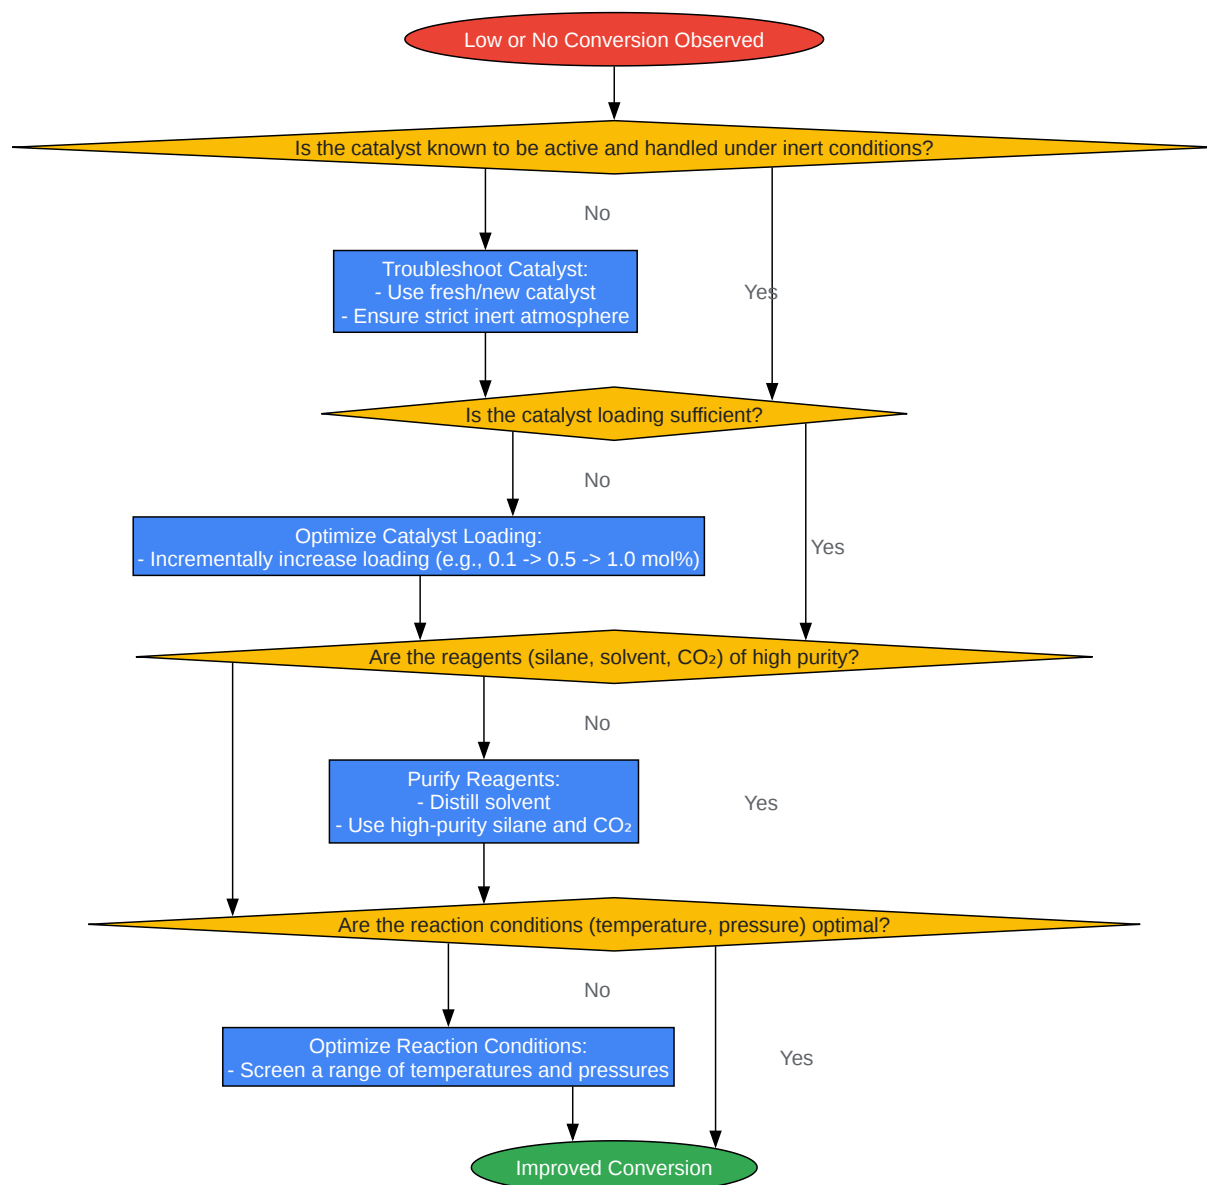 Low or No Conversion Observed
Is the catalyst known to be active and handled under inert conditions?
No
Troubleshoot Catalyst:
- Use fresh/new catalyst
- Ensure strict inert atmosphere
Yes
Is the catalyst loading sufficient?
No
Optimize Catalyst Loading:
- Incrementally increase loading (e.g., 0.1 -> 0.5 -> 1.0 mol%)
Yes
Are the reagents (silane, solvent, CO₂) of high purity?
No
Purify Reagents:
- Distill solvent
- Use high-purity silane and CO₂
Yes
Are the reaction conditions (temperature, pressure) optimal?
No
Optimize Reaction Conditions:
- Screen a range of temperatures and pressures
Yes
Improved Conversion